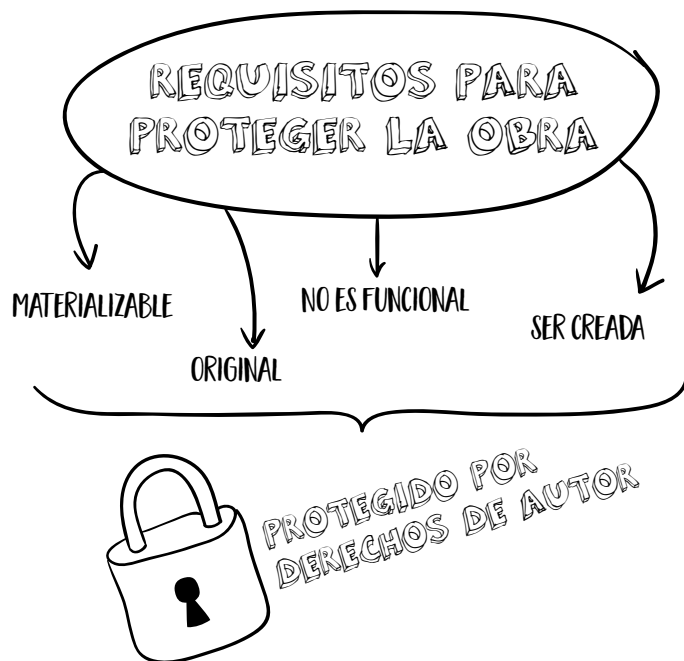 REQUISITOS PARA
PROTEGER LA OBRA
MATERIALIZABLE
ORIGINAL
NO ES FUNCIONAL
SER CREADA
PROTEGIDO POR
DERECHOS DE AUTOR